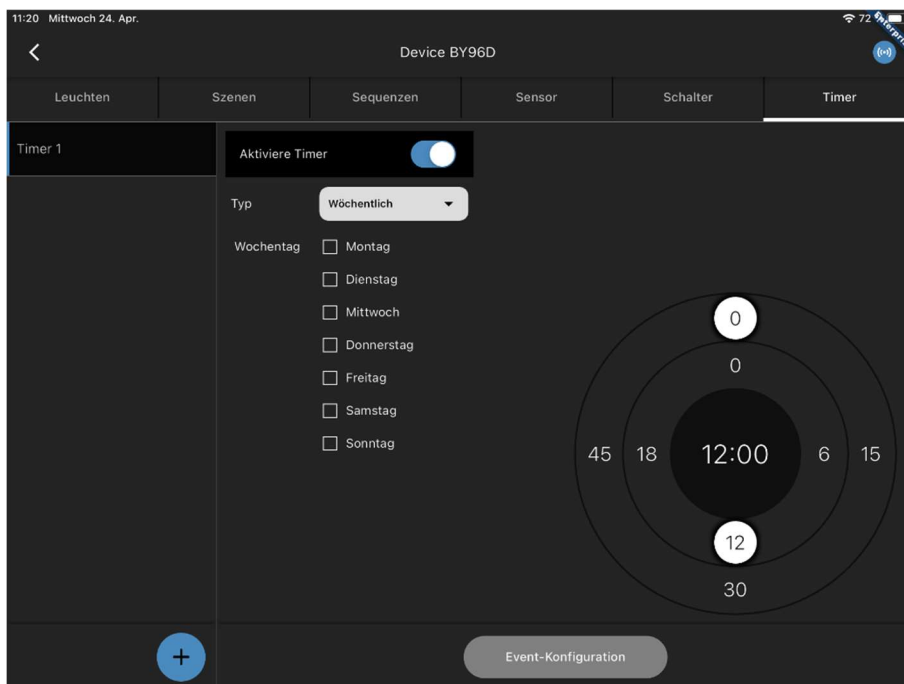 11:20 Mittwoch 24. Apr.
72
Device BY96D
Leuchten Szenen Sequenzen Sensor Schalter Timer
Timer 1
Aktiviere Timer
Typ Wöchentlich
Wochentag Montag
Dienstag
Mittwoch
Donnerstag
Freitag
Samstag
Sonntag
0
0
45 18 12:00 6 15
12
30
+
Event-Konfiguration